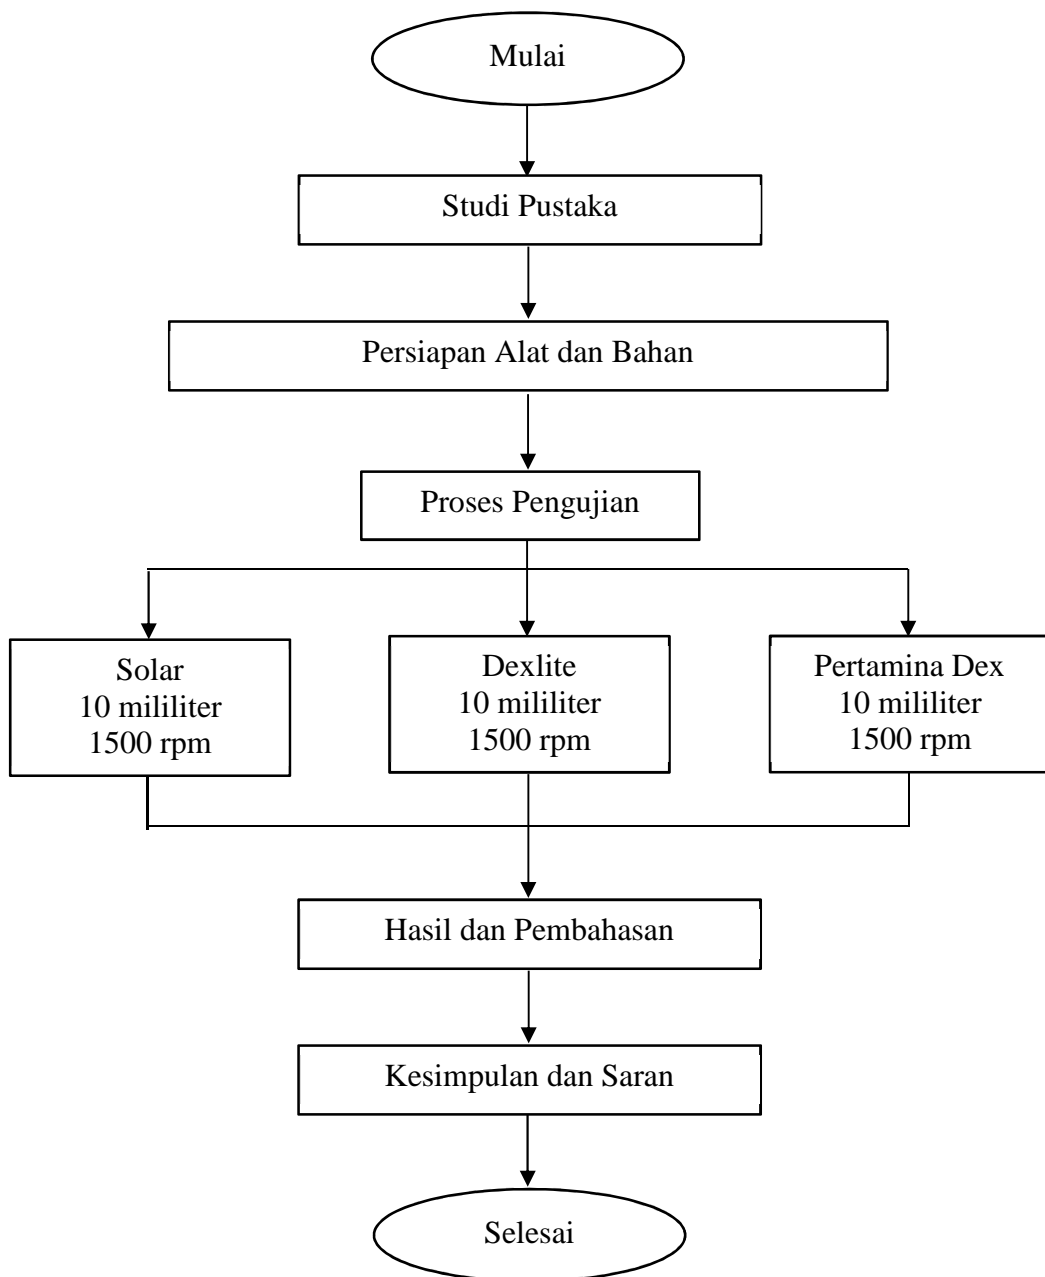 Mulai
Studi Pustaka
Persiapan Alat dan Bahan
Proses Pengujian
Solar
10 mililiter
1500 rpm
Dexlite
10 mililiter
1500 rpm
Pertamina Dex
10 mililiter
1500 rpm
Hasil dan Pembahasan
Kesimpulan dan Saran
Selesai